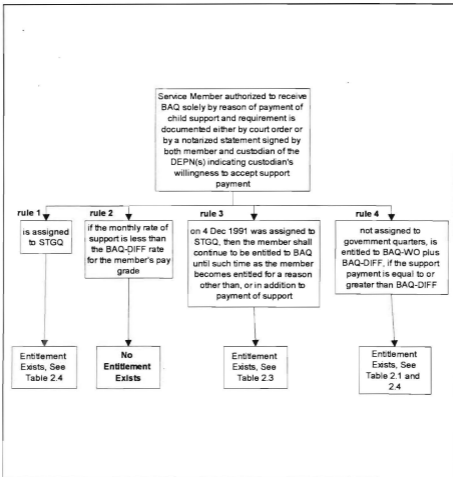 Service Member authorized to receive
BAQ solely by reason of payment of
child support and requirement is
documented either by court order or
by a notarized statement signed by
both member and custodian of the
DEPN(s) indicating custodian's
willingness to accept support
payment
rule 1
is assigned
to STGQ
Entitlement
Exists, See
Table 2.4
rule 2
if the monthly rate of
support is less than
the BAQ-DIFF rate
for the member's pay
grade
No
Entitlement
Exists
rule 3
on 4 Dec 1991 was assigned to
STGQ, then the member shall
continue to be entitled to BAQ
until such time as the member
becomes entitled for a reason
other than, or in addition to
payment of support
Entitlement
Exists, See
Table 2.3
rule 4
not assigned to
government quarters, is
entitled to BAQ-WO plus
BAQ-DIFF, if the support
payment is equal to or
greater than BAQ-DIFF
Entitlement
Exists, See
Table 2.1 and
2.4